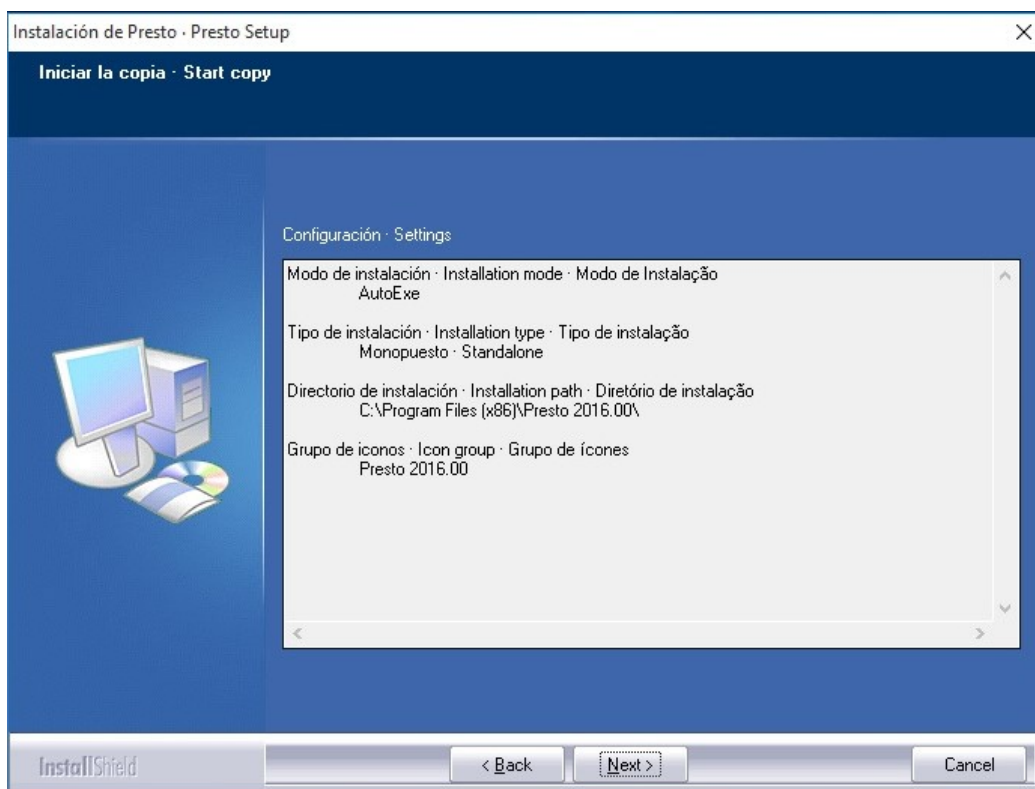 Instalación de Presto · Presto Setup
Iniciar la copia · Start copy
Configuración · Settings
Modo de instalación · Installation mode · Modo de Instalação
AutoExe
Tipo de instalación · Installation type · Tipo de instalação
Monopuesto · Standalone
Directorio de instalación · Installation path · Diretório de instalação
C:\Program Files (x86)\Presto 2016.00\
Grupo de iconos · Icon group · Grupo de ícones
Presto 2016.00
InstallShield
< Back
Next >
Cancel